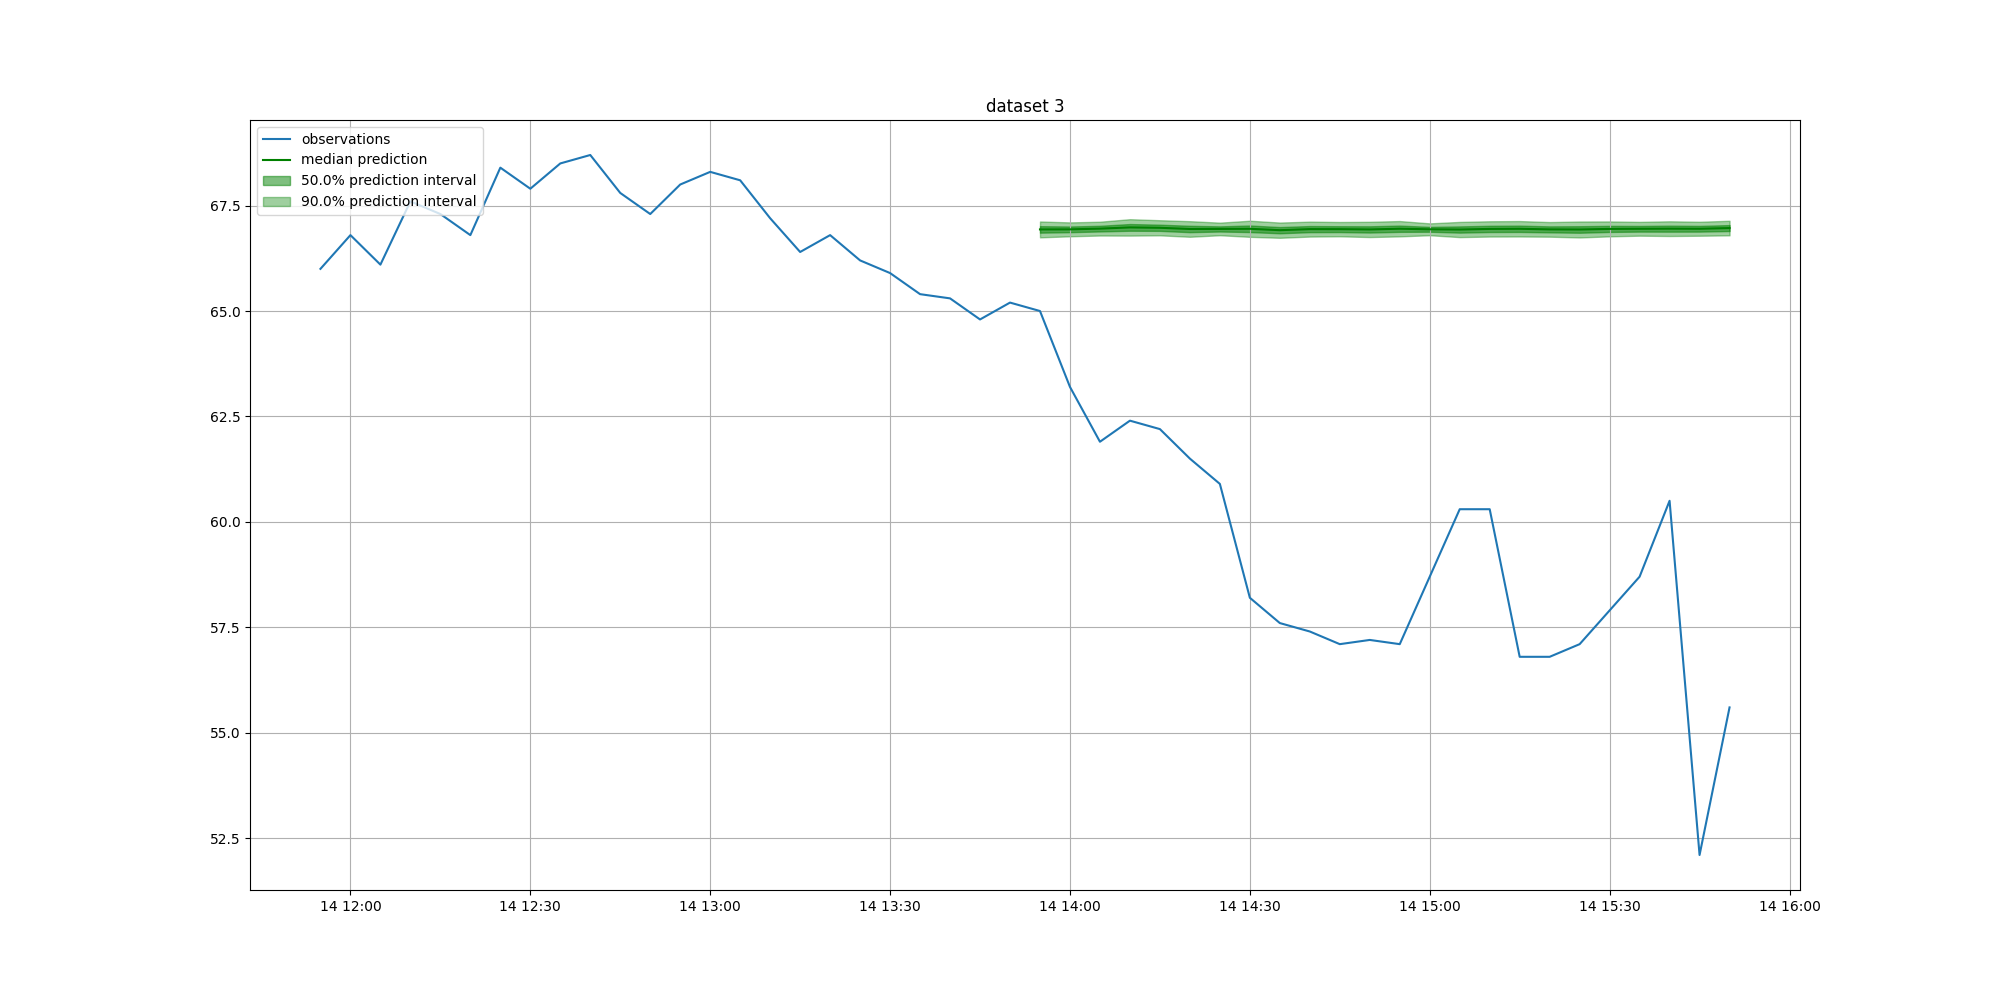 dataset 3
observations
median prediction
50.0% prediction interval
90.0% prediction interval
67.5
65.0
62.5
60.0
57.5
55.0
52.5
14 12:00 14 12:30 14 13:00 14 13:30 14 14:00 14 14:30 14 15:00 14 15:30 14 16:00